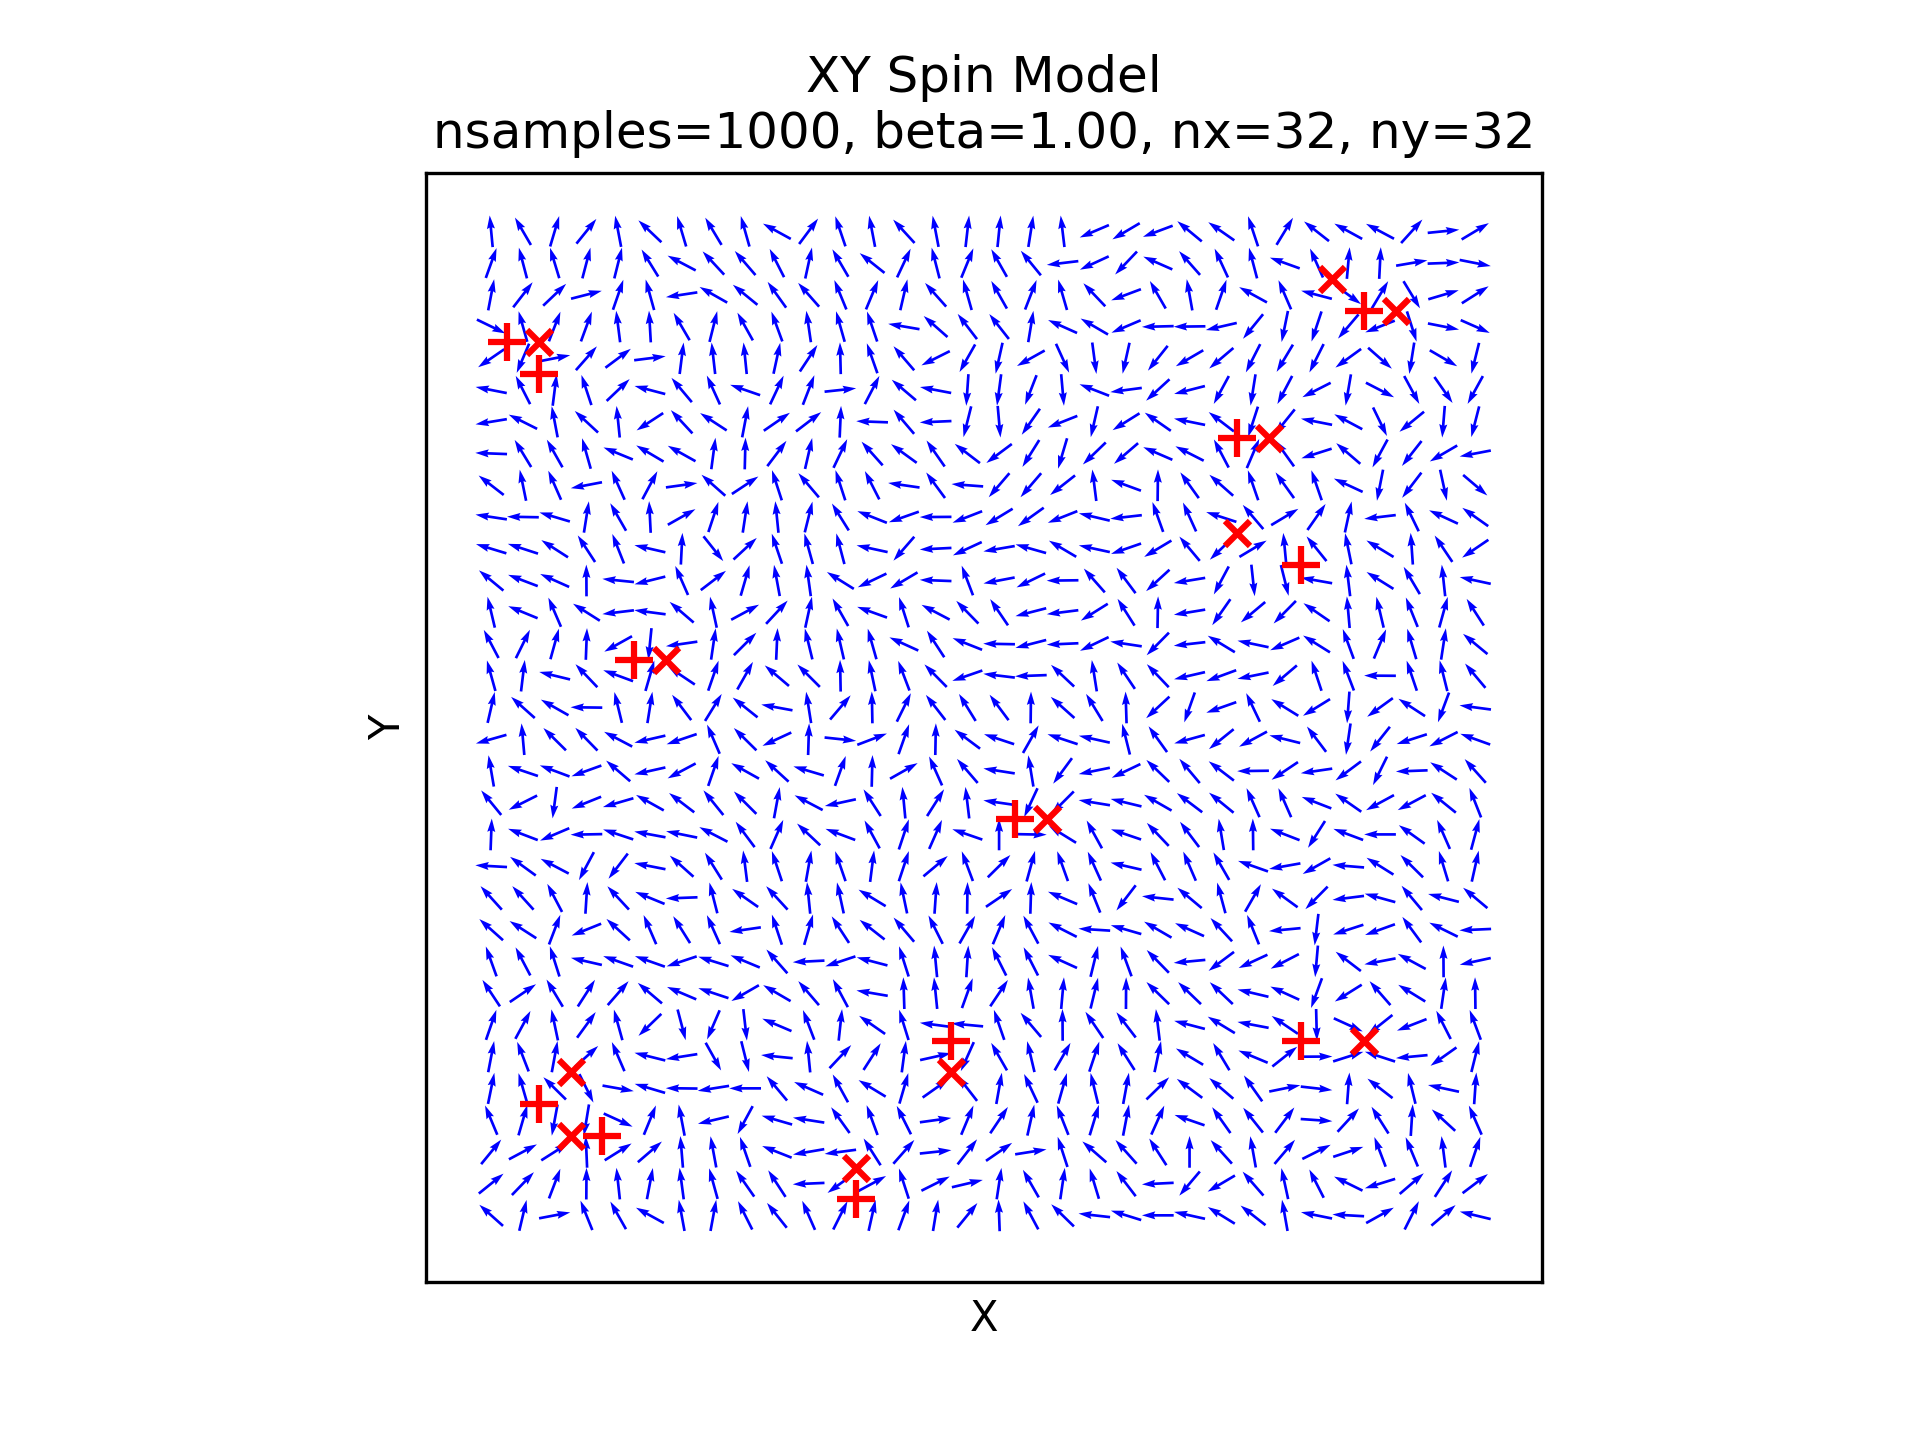 XY Spin Model
nsamples=1000, beta=1.00, nx=32, ny=32
Y
X